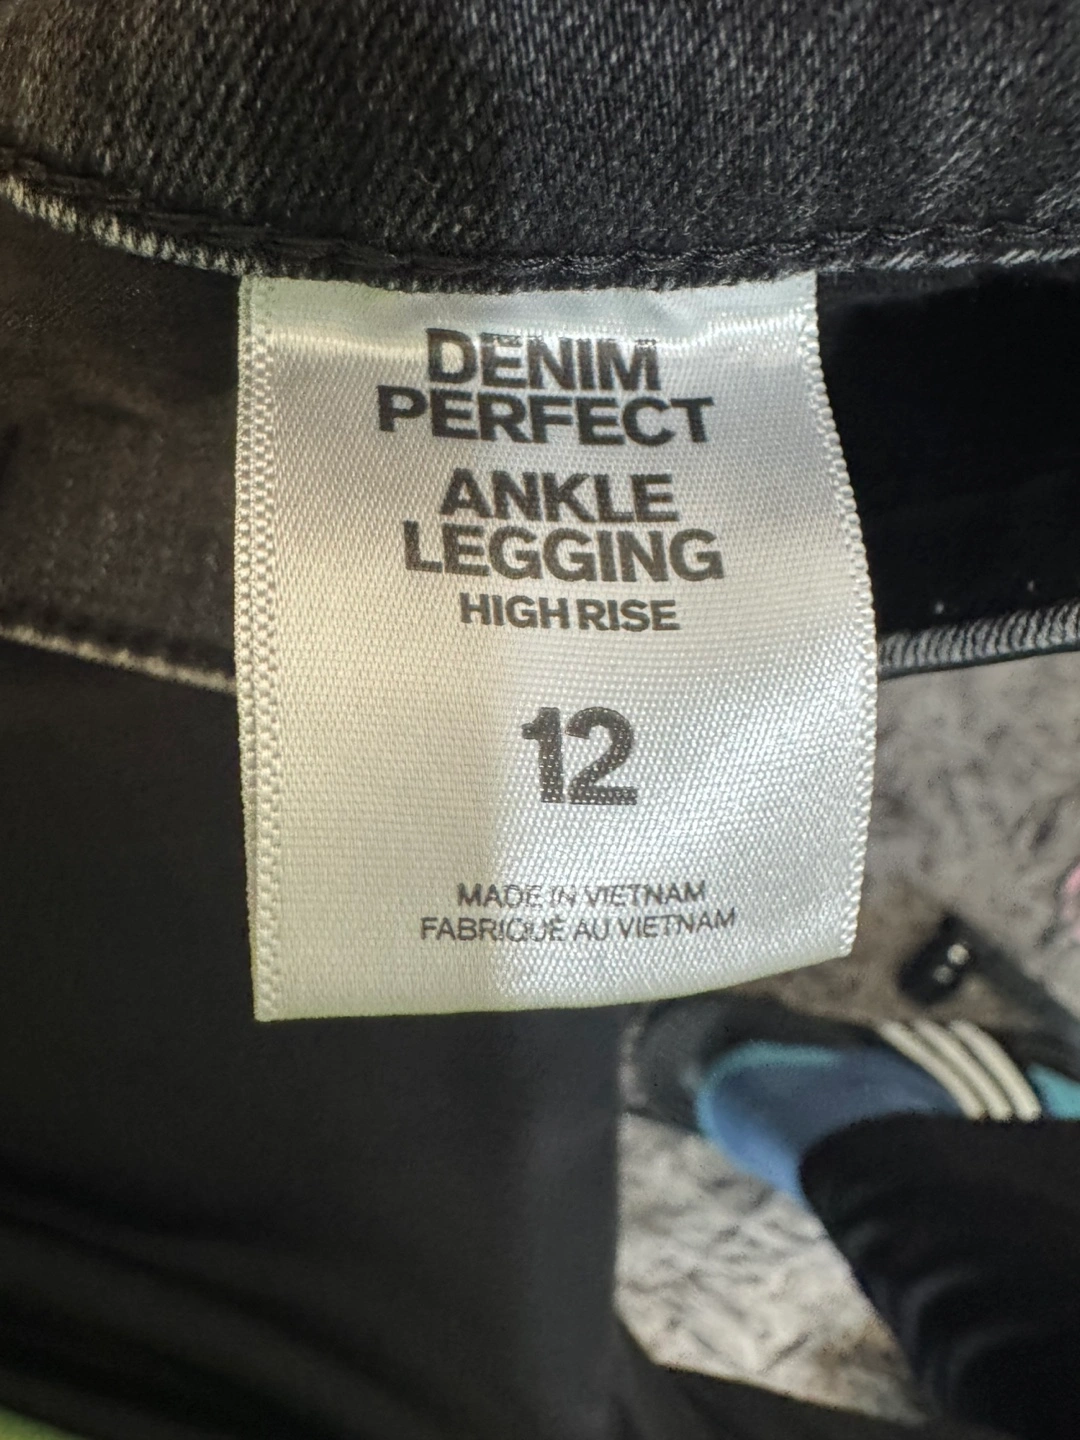 DENIM
PERFECT
ANKLE
LEGGING
HIGH RISE
12
MADE IN VIETNAM
FABRIQUÉ AU VIETNAM